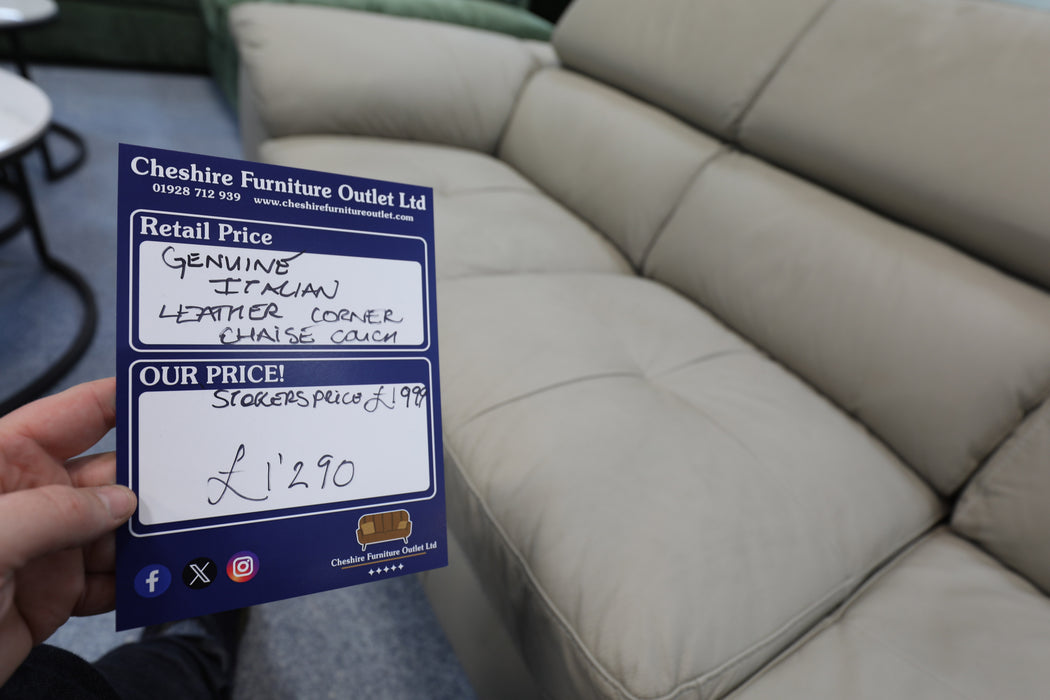 Cheshire Furniture Outlet Ltd
01928 712 939 www.cheshirefurnitureoutlet.com
Retail Price
GENUINE
ITALIAN
LEATHER CORNER
CHAISE COUCH
OUR PRICE!
STOKERS PRICE £1999
£1'290
Cheshire Furniture Outlet Ltd